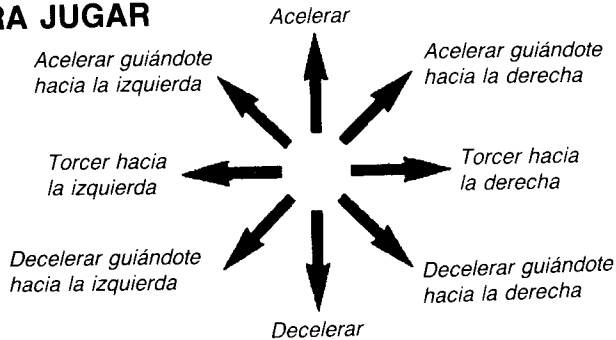 RA JUGAR
Acelerar
Acelerar guiándote
hacia la izquierda
Acelerar guiándote
hacia la derecha
Torcer hacia
la izquierda
Torcer hacia
la derecha
Decelerar guiándote
hacia la izquierda
Decelerar guiándote
hacia la derecha
Decelerar